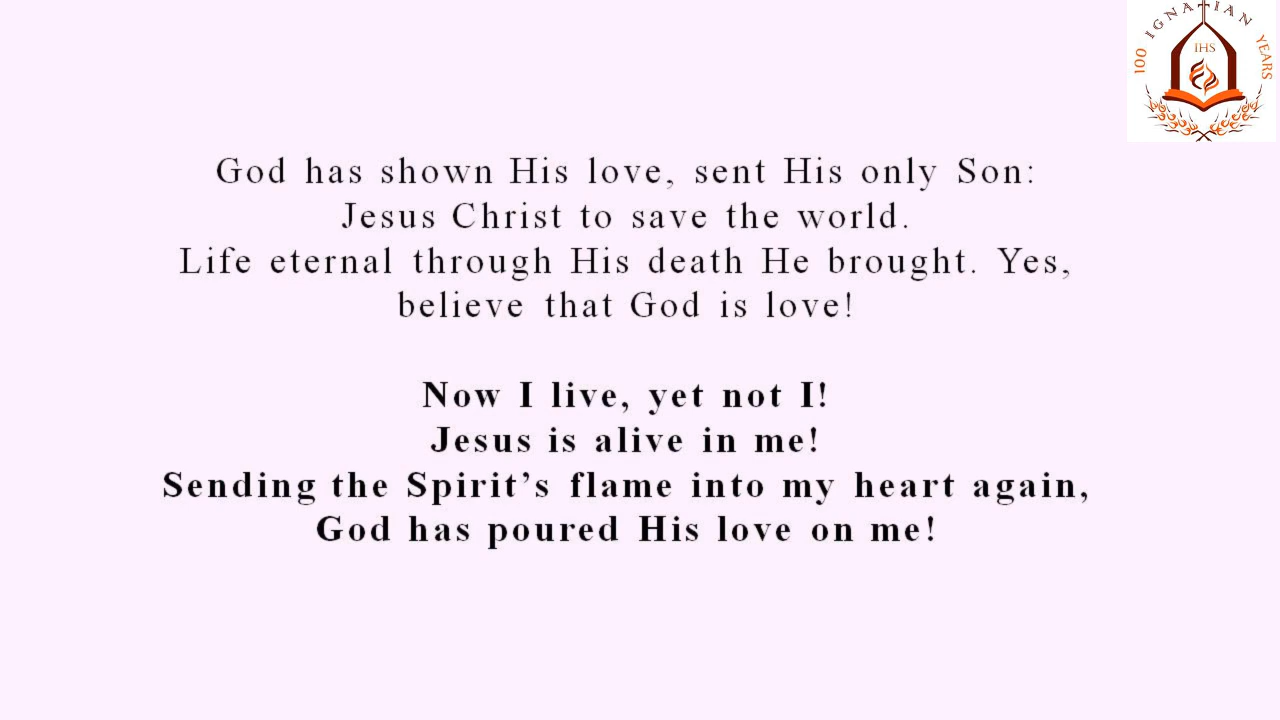 100 IGNATIAN YEARS
IHS
God has shown His love, sent His only Son:
Jesus Christ to save the world.
Life eternal through His death He brought. Yes,
believe that God is love!
Now I live, yet not I!
Jesus is alive in me!
Sending the Spirit’s flame into my heart again,
God has poured His love on me!